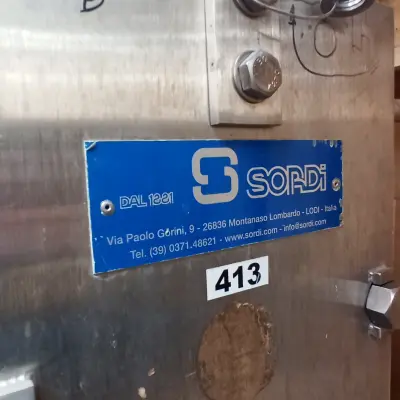 DAL 1881
S SORDi
Via Paolo Gorini, 9 - 26836 Montanaso Lombardo - LODI - Italia
Tel. (39) 0371.48621 - www.sordi.com - info@sordi.com
413